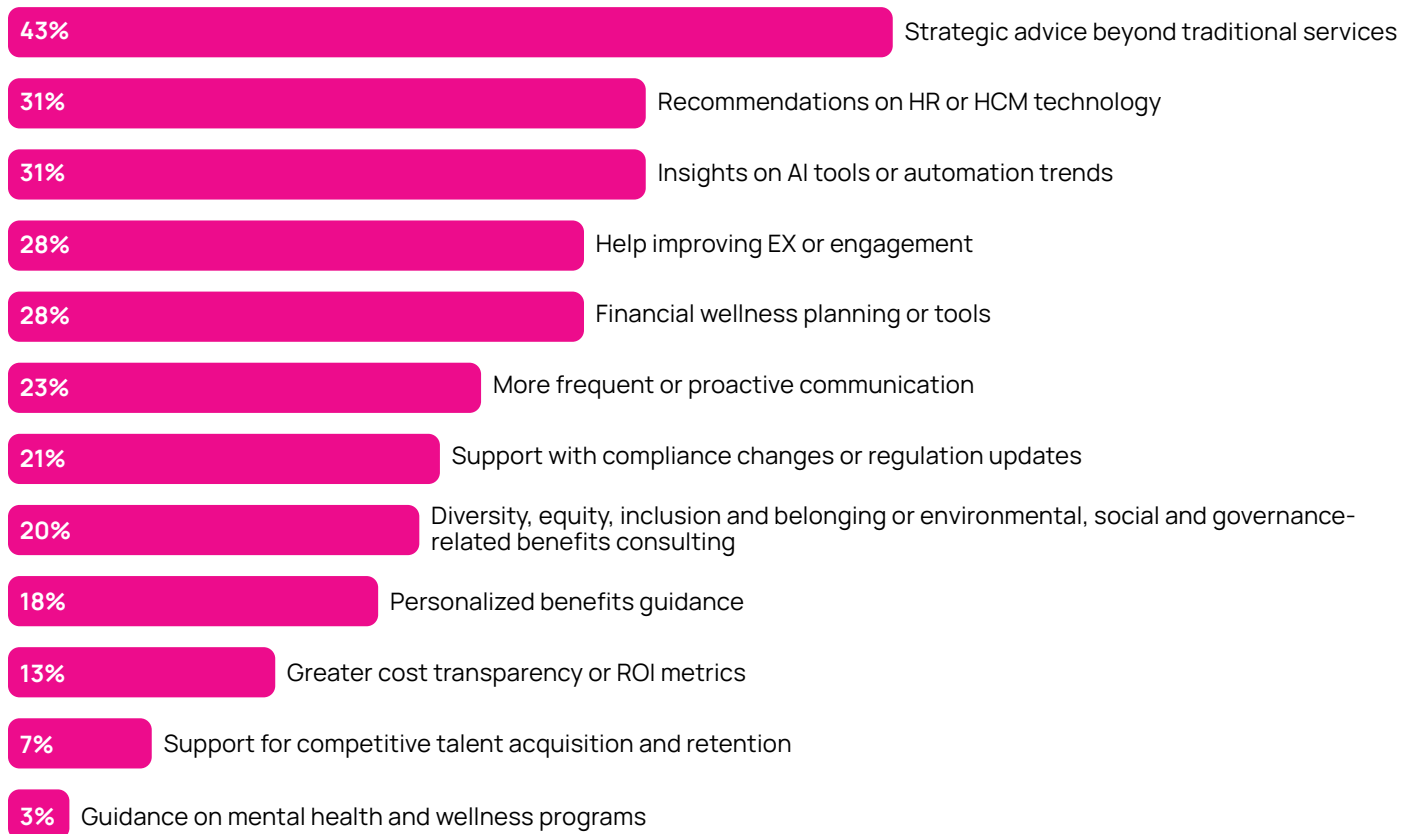 43% Strategic advice beyond traditional services
31% Recommendations on HR or HCM technology
31% Insights on AI tools or automation trends
28% Help improving EX or engagement
28% Financial wellness planning or tools
23% More frequent or proactive communication
21% Support with compliance changes or regulation updates
20% Diversity, equity, inclusion and belonging or environmental, social and governance-
related benefits consulting
18% Personalized benefits guidance
13% Greater cost transparency or ROI metrics
7% Support for competitive talent acquisition and retention
3% Guidance on mental health and wellness programs